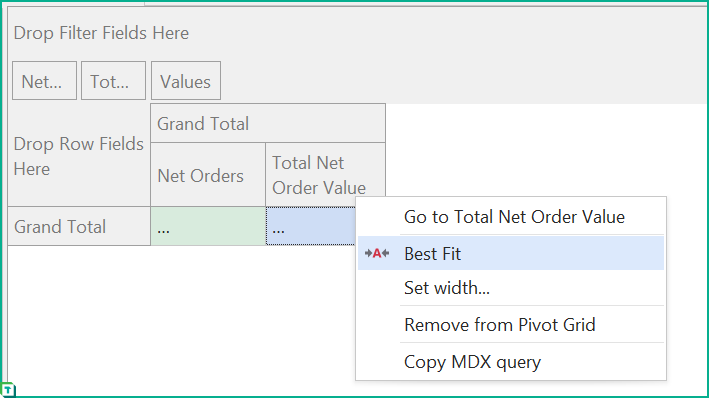 Drop Filter Fields Here
Net... Tot... Values
Grand Total
Drop Row Fields
Here
Net Orders
Total Net
Order Value
Grand Total ... ...
Go to Total Net Order Value
A Best Fit
Set width...
Remove from Pivot Grid
Copy MDX query
T